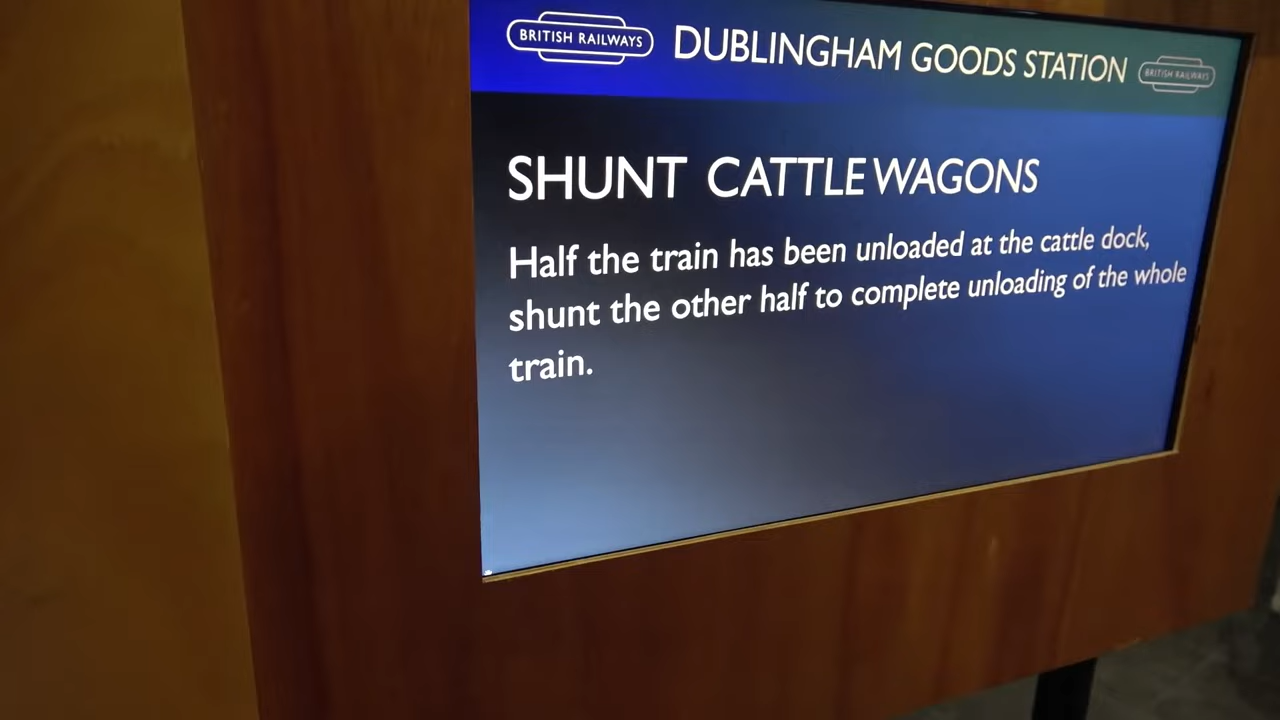 BRITISH RAILWAYS DUBLINGHAM GOODS STATION BRITISH RAILWAYS
SHUNT CATTLE WAGONS
Half the train has been unloaded at the cattle dock,
shunt the other half to complete unloading of the whole
train.